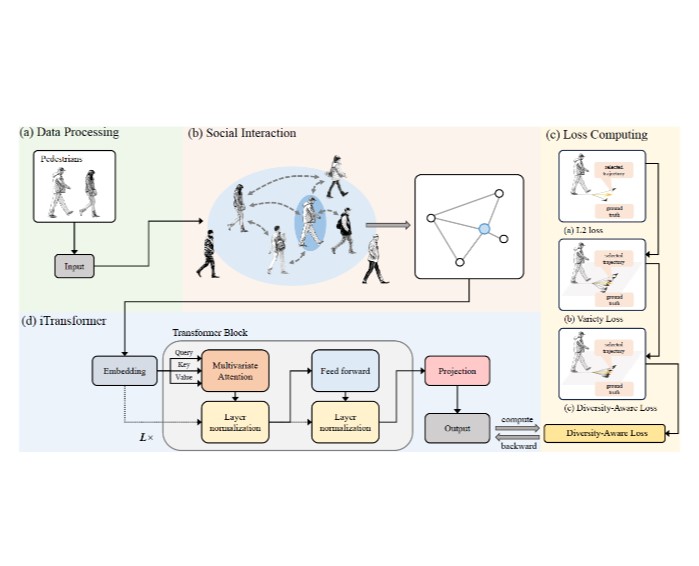 (a) Data Processing
Pedestrians
Input
(b) Social Interaction
(c) Loss Computing
selected
trajectory
ground
truth
(a) L2 loss
selected
trajectory
ground
truth
(b) Variety Loss
selected
trajectory
ground
truth
(c) Diversity-Aware Loss
Diversity-Aware Loss
(d) iTransformer
Transformer Block
Embedding
Query
Key
Value
Multivariate
Attention
Layer
normalization
Feed forward
Layer
normalization
L×
Projection
Output
compute
backward